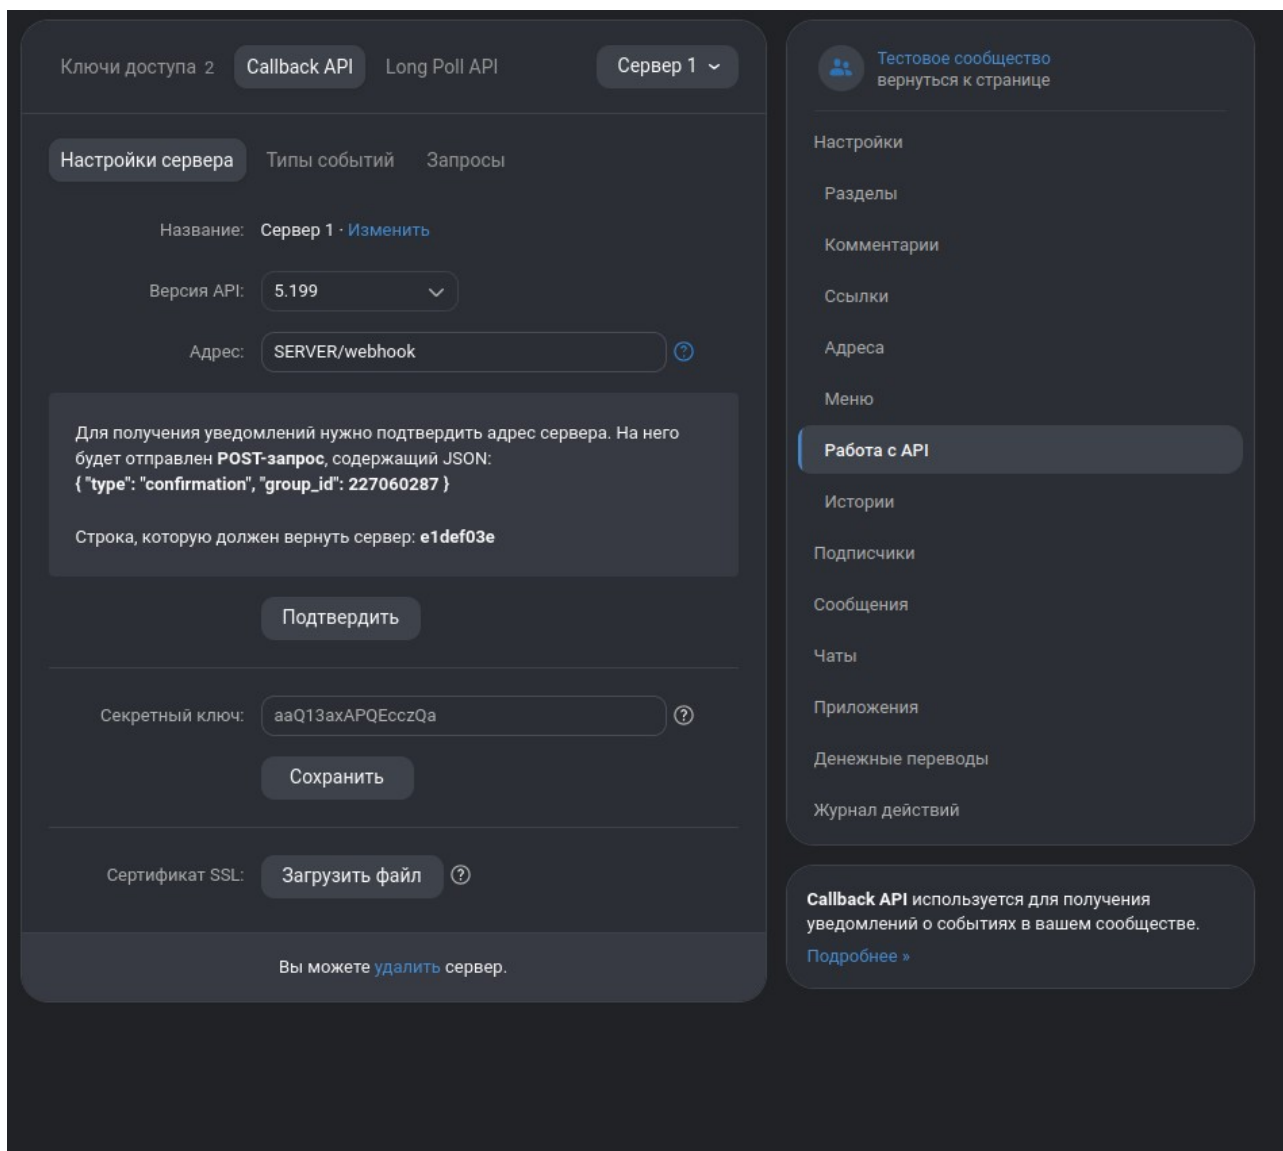 Ключи доступа 2 Callback API Long Poll API Сервер 1
Настройки сервера Типы событий Запросы
Название: Сервер 1 · Изменить
Версия API: 5.199
Адрес: SERVER/webhook
Для получения уведомлений нужно подтвердить адрес сервера. На него
будет отправлен POST-запрос, содержащий JSON:
{ "type": "confirmation", "group_id": 227060287 }
Строка, которую должен вернуть сервер: e1def03e
Подтвердить
Секретный ключ: aaQ13axAPQEcczQa
Сохранить
Сертификат SSL: Загрузить файл
Вы можете удалить сервер.
Тестовое сообщество
вернуться к странице
Настройки
Разделы
Комментарии
Ссылки
Адреса
Меню
Работа с API
Истории
Подписчики
Сообщения
Чаты
Приложения
Денежные переводы
Журнал действий
Callback API используется для получения
уведомлений о событиях в вашем сообществе.
Подробнее »